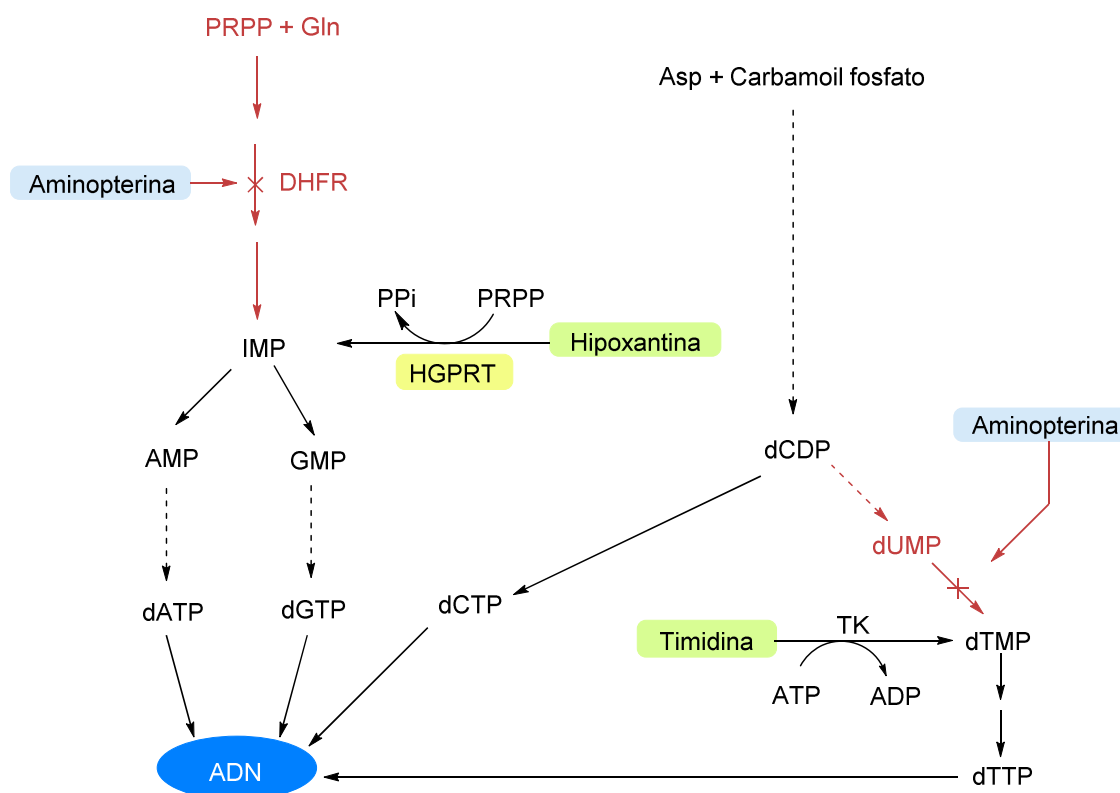 PRPP + Gln
Asp + Carbamoil fosfato
Aminopterina
DHFR
PPi
PRPP
IMP
Hipoxantina
HGPRT
Aminopterina
AMP
GMP
dCDP
dUMP
dATP
dGTP
dCTP
TK
Timidina
dTMP
ATP
ADP
ADN
dTTP